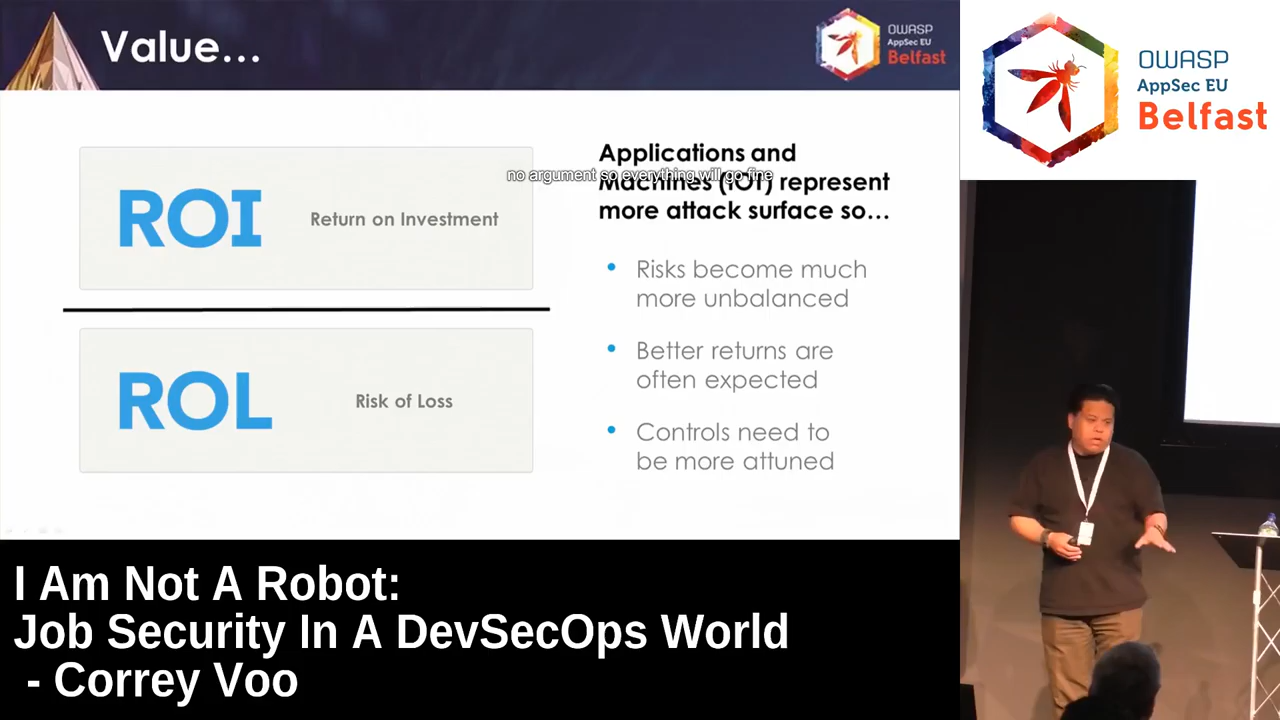 Value...
OWASP
AppSec EU
Belfast
ROI
Return on Investment
ROL
Risk of Loss
Applications and
Machines (IOT) represent
more attack surface so...
no argument so everything will go fine
• Risks become much
more unbalanced
• Better returns are
often expected
• Controls need to
be more attuned
OWASP
AppSec EU
Belfast
I Am Not A Robot:
Job Security In A DevSecOps World
- Correy Voo